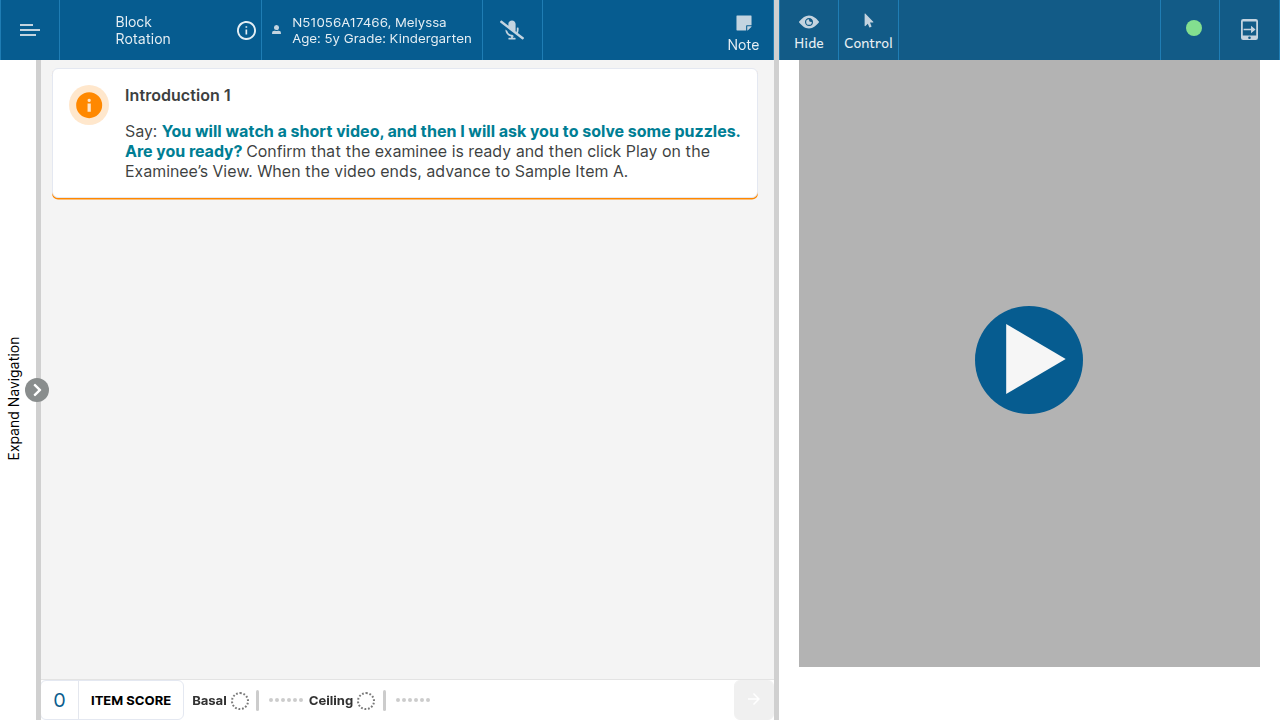 Block
Rotation
N51056A17466, Melyssa
Age: 5y Grade: Kindergarten
Note
Hide
Control
Introduction 1
Say: You will watch a short video, and then I will ask you to solve some puzzles.
Are you ready? Confirm that the examinee is ready and then click Play on the
Examinee’s View. When the video ends, advance to Sample Item A.
Expand Navigation
0 ITEM SCORE Basal Ceiling